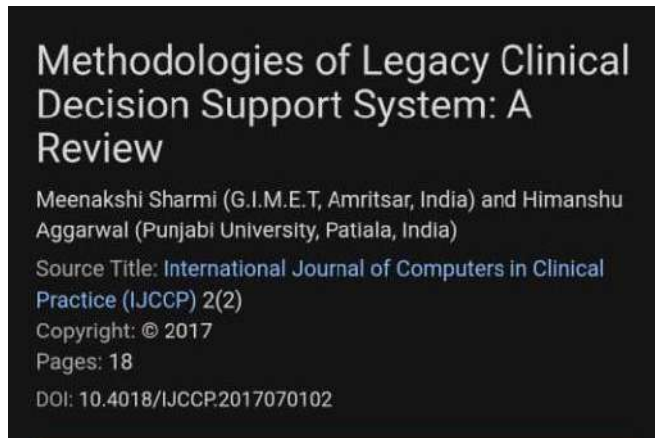 Methodologies of Legacy Clinical
Decision Support System: A
Review
Meenakshi Sharmi (G.I.M.E.T, Amritsar, India) and Himanshu
Aggarwal (Punjabi University, Patiala, India)
Source Title: International Journal of Computers in Clinical
Practice (IJCCP) 2(2)
Copyright: © 2017
Pages: 18
DOI: 10.4018/IJCCP.2017070102